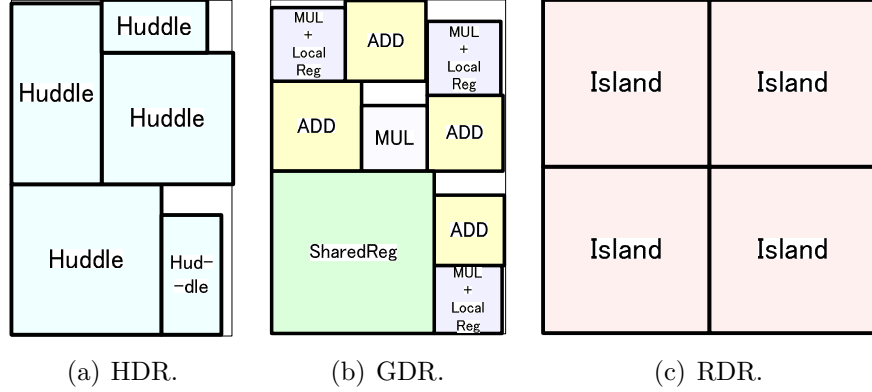 Huddle
Huddle
Huddle
Huddle
Hud-
-dle
(a) HDR.
MUL
+
Local
Reg
ADD
MUL
+
Local
Reg
ADD
MUL
ADD
SharedReg
ADD
MUL
+
Local
Reg
(b) GDR.
Island
Island
Island
Island
(c) RDR.